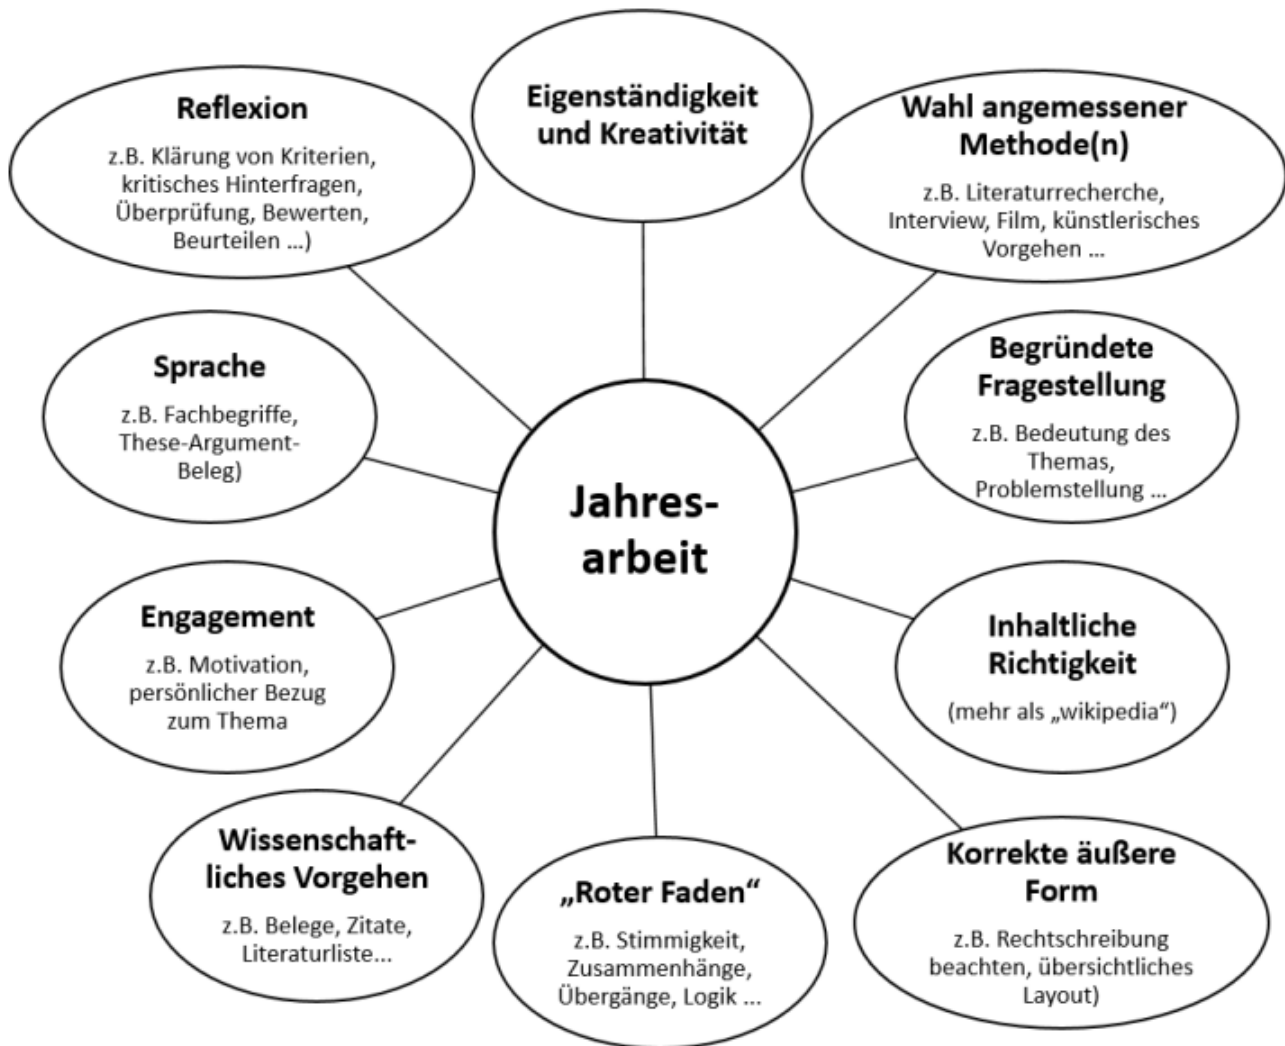 Eigenständigkeit
und Kreativität
Reflexion
z.B. Klärung von Kriterien,
kritisches Hinterfragen,
Überprüfung, Bewerten,
Beurteilen ...)
Wahl angemessener
Methode(n)
z.B. Literaturrecherche,
Interview, Film, künstlerisches
Vorgehen ...
Sprache
z.B. Fachbegriffe,
These-Argument-
Beleg)
Begründete
Fragestellung
z.B. Bedeutung des
Themas,
Problemstellung ...
Jahres-
arbeit
Engagement
z.B. Motivation,
persönlicher Bezug
zum Thema
Inhaltliche
Richtigkeit
(mehr als „wikipedia“)
Wissenschaft-
liches Vorgehen
z.B. Belege, Zitate,
Literaturliste...
„Roter Faden“
z.B. Stimmigkeit,
Zusammenhänge,
Übergänge, Logik ...
Korrekte äußere
Form
z.B. Rechtschreibung
beachten, übersichtliches
Layout)